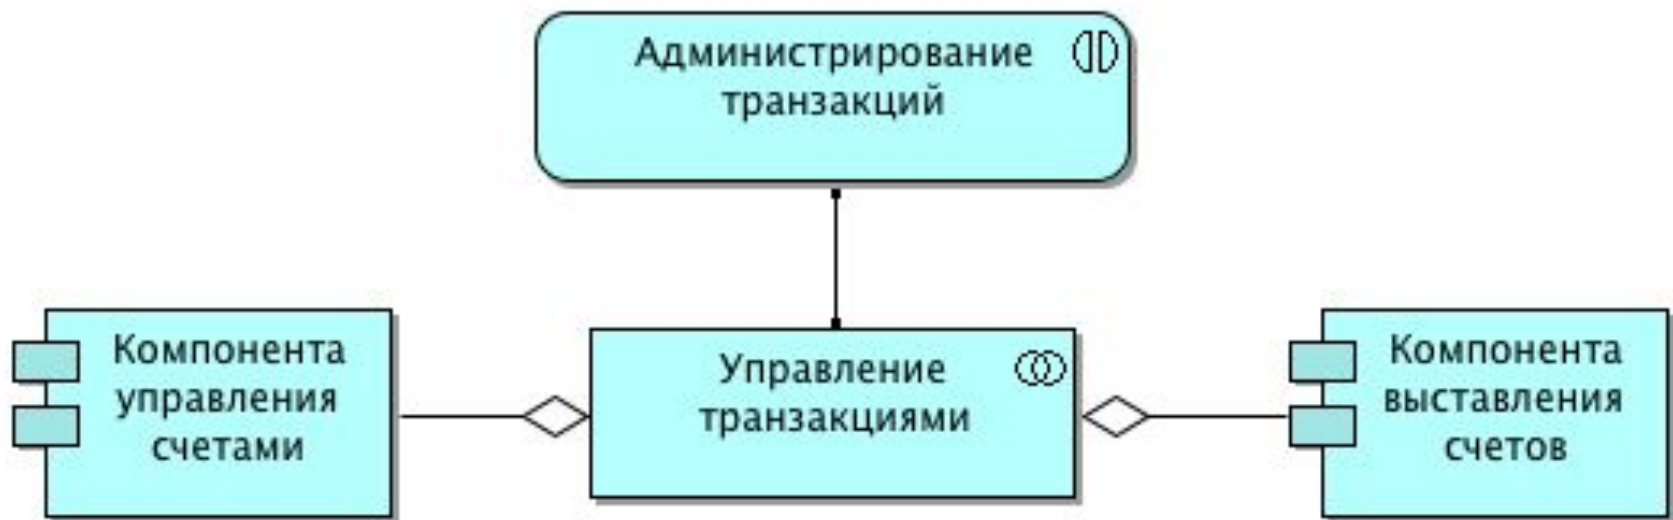 Администрирование
транзакций
Компонента
управления
счетами
Управление
транзакциями
Компонента
выставления
счетов